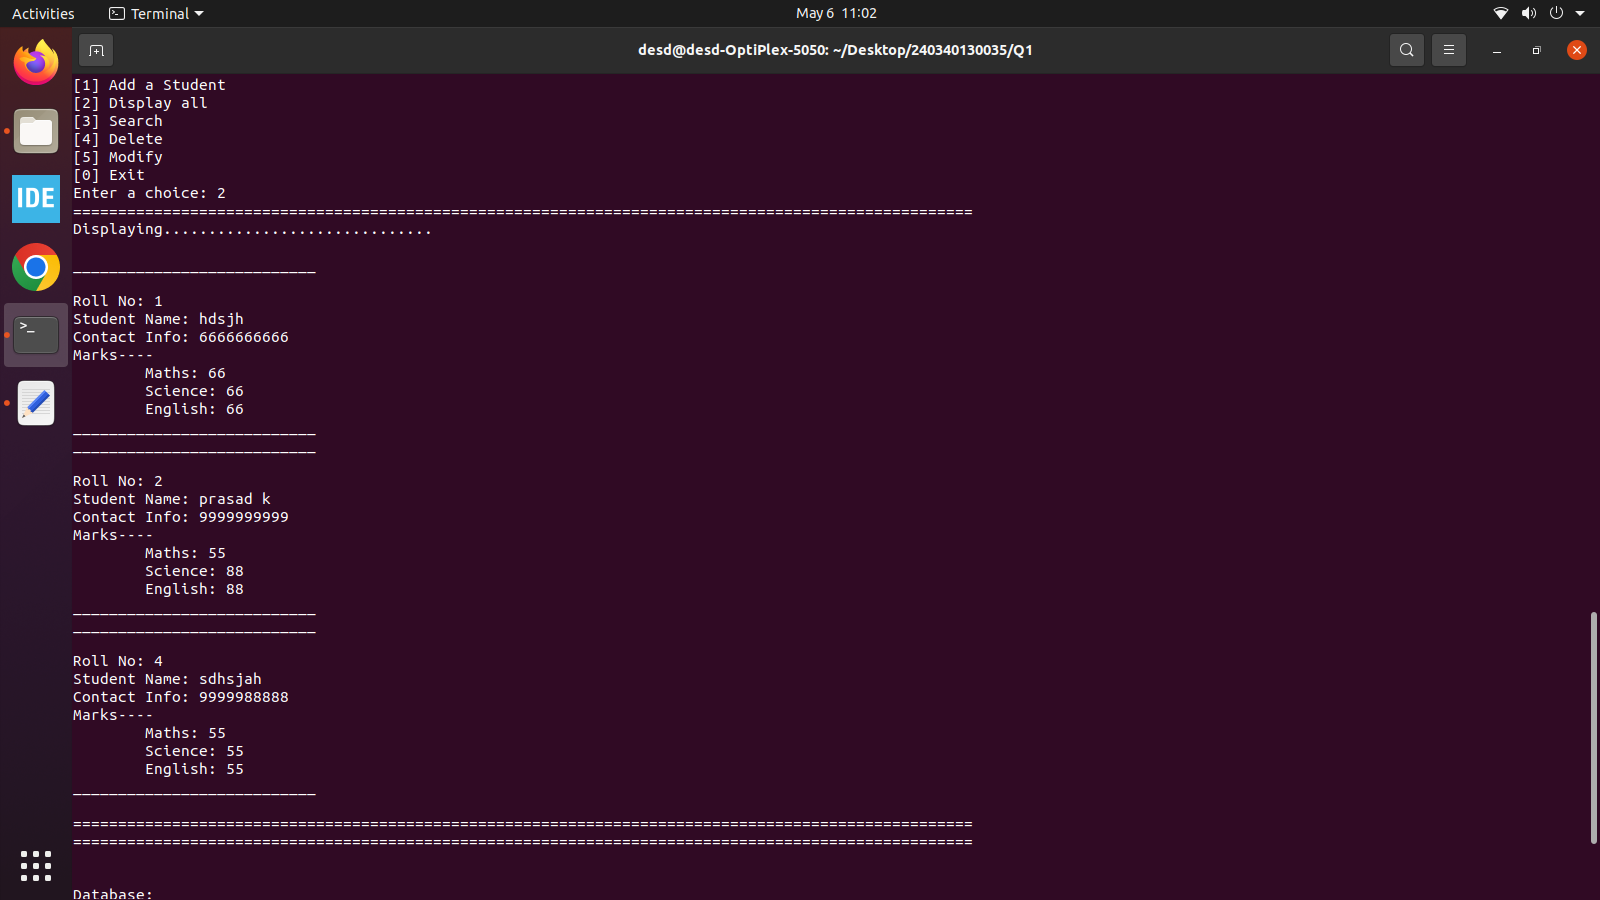 Activities
Terminal
May 6 11:02
desd@desd-OptiPlex-5050: ~/Desktop/240340130035/Q1
IDE
>_
[1] Add a Student
[2] Display all
[3] Search
[4] Delete
[5] Modify
[0] Exit
Enter a choice: 2
====================================================================================================
Displaying..............................
___________________________
Roll No: 1
Student Name: hdsjh
Contact Info: 6666666666
Marks----
Maths: 66
Science: 66
English: 66
___________________________
___________________________
Roll No: 2
Student Name: prasad k
Contact Info: 9999999999
Marks----
Maths: 55
Science: 88
English: 88
___________________________
___________________________
Roll No: 4
Student Name: sdhsjah
Contact Info: 9999988888
Marks----
Maths: 55
Science: 55
English: 55
___________________________
====================================================================================================
====================================================================================================
Database: